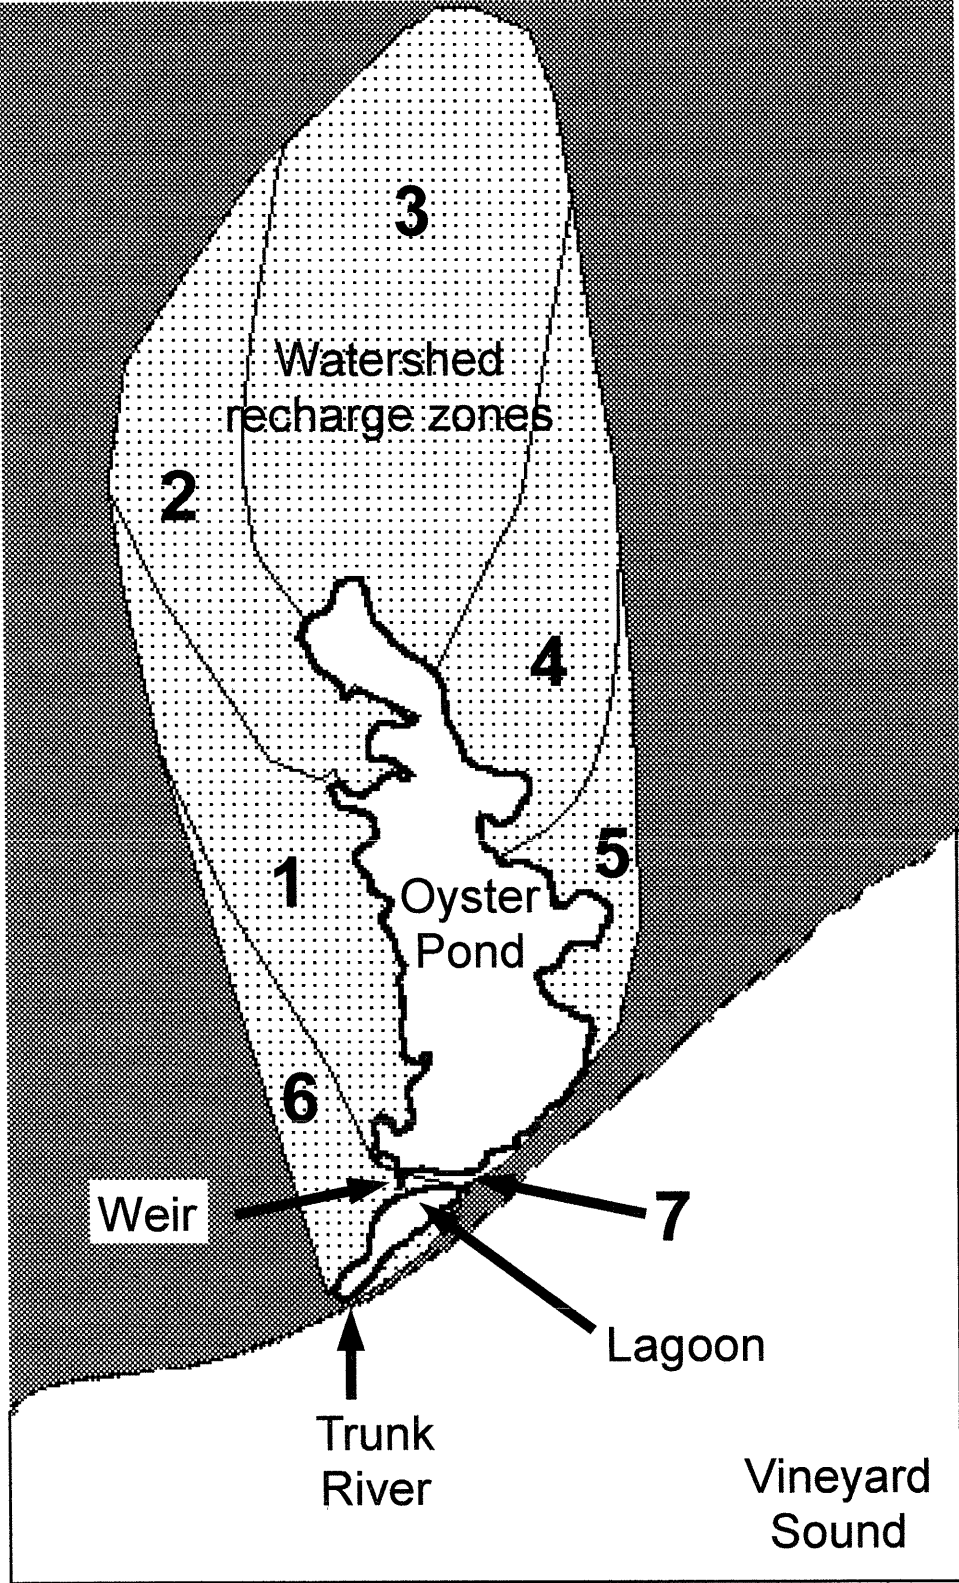 3
Watershed
recharge zones
2
4
5
1
Oyster
Pond
6
Weir
7
Lagoon
Trunk
River
Vineyard
Sound